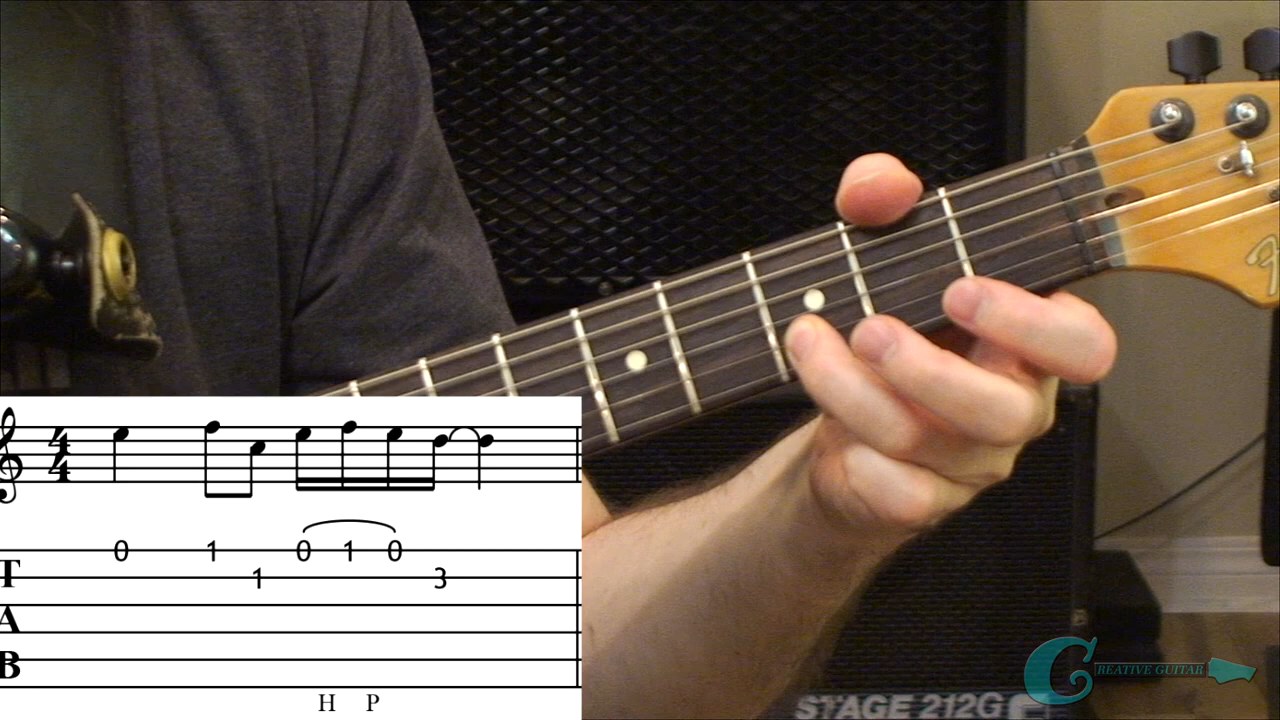 4
4
0 1 0 1 0
T 1 3
A
B
H P
CREATIVE GUITAR
STAGE 212G